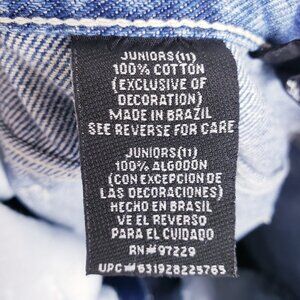 JUNIORS(11)
100% COTTON
(EXCLUSIVE OF
DECORATION)
MADE IN BRAZIL
SEE REVERSE FOR CARE
JUNIORS(11)
100% ALGODON
(CON EXCEPCION DE
LAS DECORACIONES)
HECHO EN BRASIL
VE EL REVERSO
PARA EL CUIDADO
RN#97229
UPC#631928225765